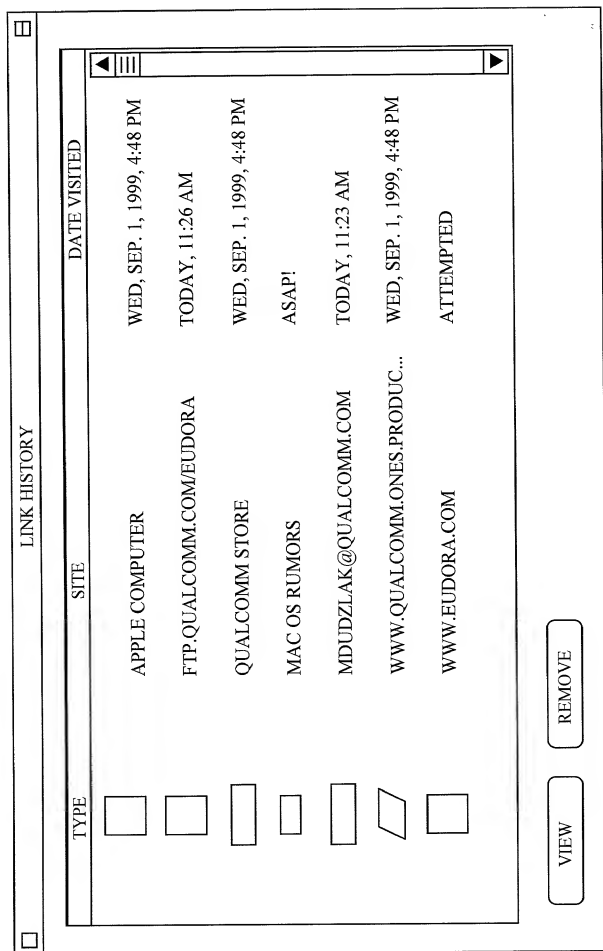 LINK HISTORY
TYPE SITE DATE VISITED
APPLE COMPUTER WED, SEP. 1, 1999, 4:48 PM
FTP.QUALCOMM.COM/EUDORA TODAY, 11:26 AM
QUALCOMM STORE WED, SEP. 1, 1999, 4:48 PM
MAC OS RUMORS ASAP!
MDUDZLAK@QUALCOMM.COM TODAY, 11:23 AM
WWW.QUALCOMM.ONES.PRODUC... WED, SEP. 1, 1999, 4:48 PM
WWW.EUDORA.COM ATTEMPTED
VIEW REMOVE